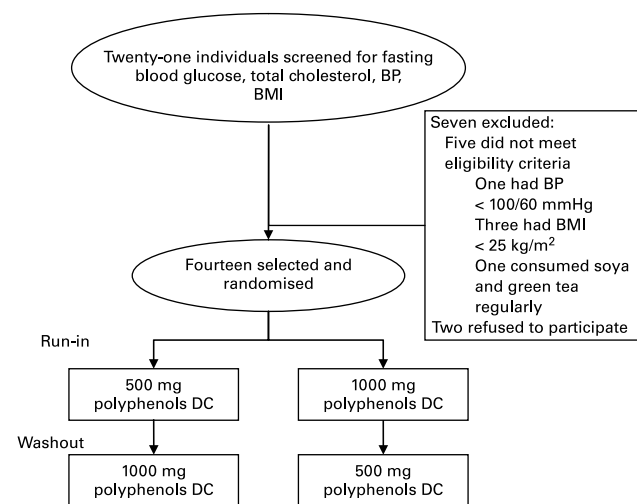 Twenty-one individuals screened for fasting
blood glucose, total cholesterol, BP,
BMI
Seven excluded:
Five did not meet
eligibility criteria
One had BP
< 100/60 mmHg
Three had BMI
< 25 kg/m²
One consumed soya
and green tea
regularly
Two refused to participate
Fourteen selected and
randomised
Run-in
500 mg
polyphenols DC
1000 mg
polyphenols DC
Washout
1000 mg
polyphenols DC
500 mg
polyphenols DC